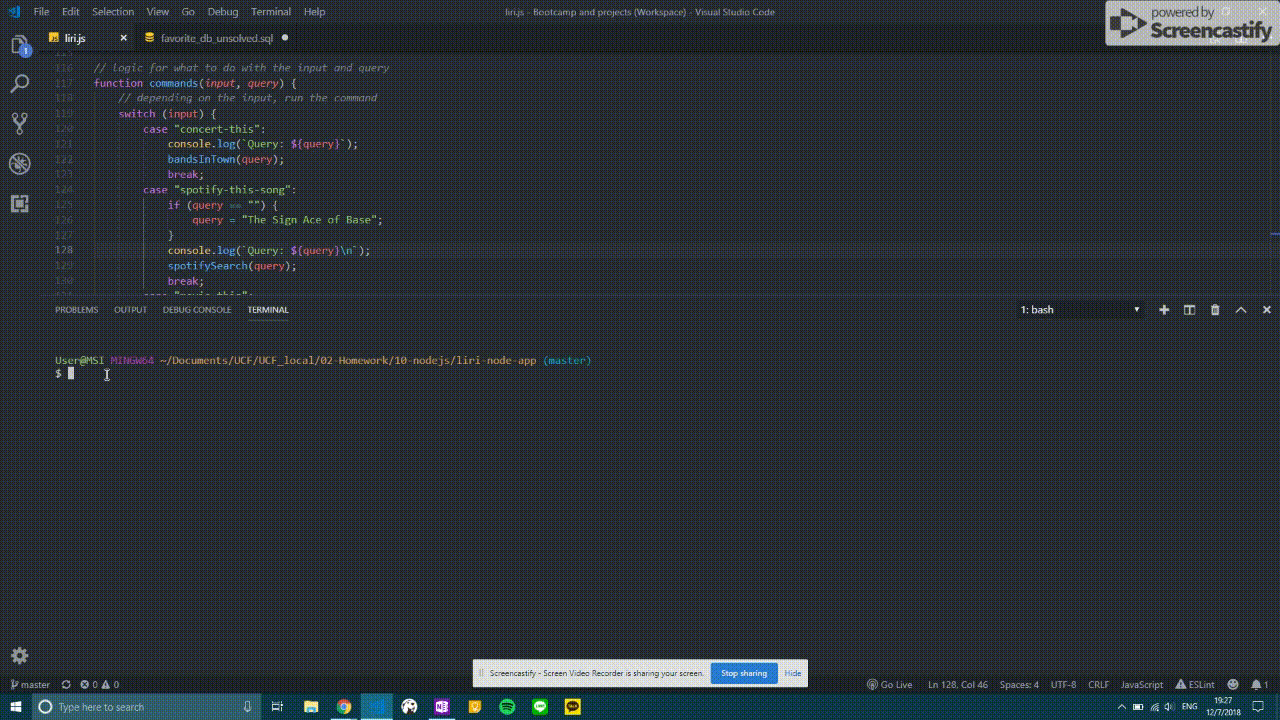 File Edit Selection View Go Debug Terminal Help
liri.js - Bootcamp and projects (Workspace) - Visual Studio Code
powered by
Screencastify
liri.js
favorite_db_unsolved.sql
1
116 // logic for what to do with the input and query
117 function commands(input, query) {
118 // depending on the input, run the command
119 switch (input) {
120 case "concert-this":
121 console.log(`Query: ${query}`);
122 bandsInTown(query);
123 break;
124 case "spotify-this-song":
125 if (query == "") {
126 query = "The Sign Ace of Base";
127 }
128 console.log(`Query: ${query}\n`);
129 spotifySearch(query);
130 break;
PROBLEMS OUTPUT DEBUG CONSOLE TERMINAL
1: bash
User@MSI MINGW64 ~/Documents/UCF/UCF_local/02-Homework/10-nodejs/liri-node-app (master)
$
Screencastify - Screen Video Recorder is sharing your screen. Stop sharing Hide
master 0 0
Go Live Ln 128, Col 46 Spaces: 4 UTF-8 CRLF JavaScript ESLint 1
Type here to search
ENG
19:27
12/7/2018